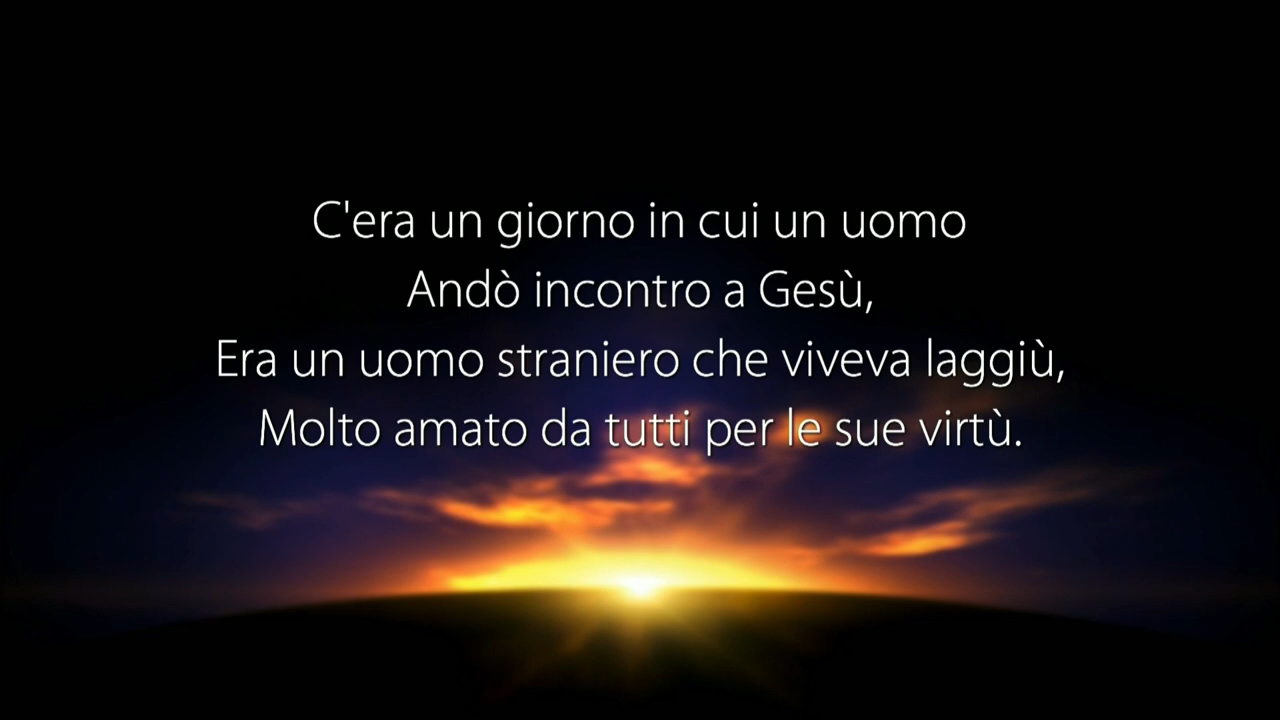 C'era un giorno in cui un uomo
Andò incontro a Gesù,
Era un uomo straniero che viveva laggiù,
Molto amato da tutti per le sue virtù.